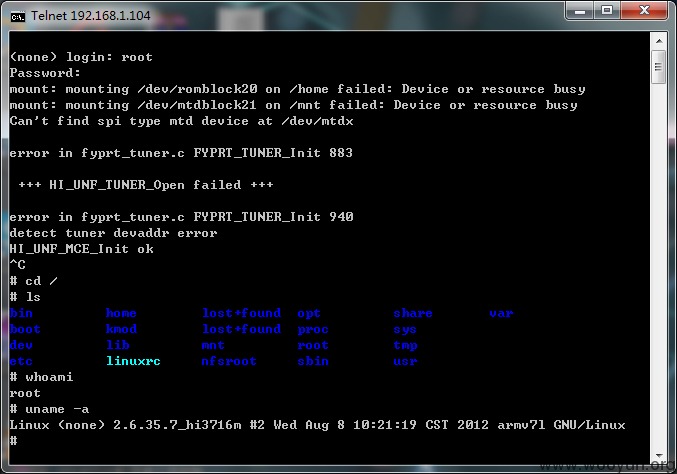 Telnet 192.168.1.104
(none) login: root
Password:
mount: mounting /dev/romblock20 on /home failed: Device or resource busy
mount: mounting /dev/mtdblock21 on /mnt failed: Device or resource busy
Can't find spi type mtd device at /dev/mtdx
error in fyprt_tuner.c FYPRT_TUNER_Init 883
+++ HI_UNF_TUNER_Open failed +++
error in fyprt_tuner.c FYPRT_TUNER_Init 940
detect tuner devaddr error
HI_UNF_MCE_Init ok
^C
# cd /
# ls
bin home lost+found opt share var
boot kmod lost+found proc sys
dev lib mnt root tmp
etc linuxrc nfsroot sbin usr
# whoami
root
# uname -a
Linux (none) 2.6.35.7_hi3716m #2 Wed Aug 8 10:21:19 CST 2012 armv7l GNU/Linux
#
www.wooyun.org